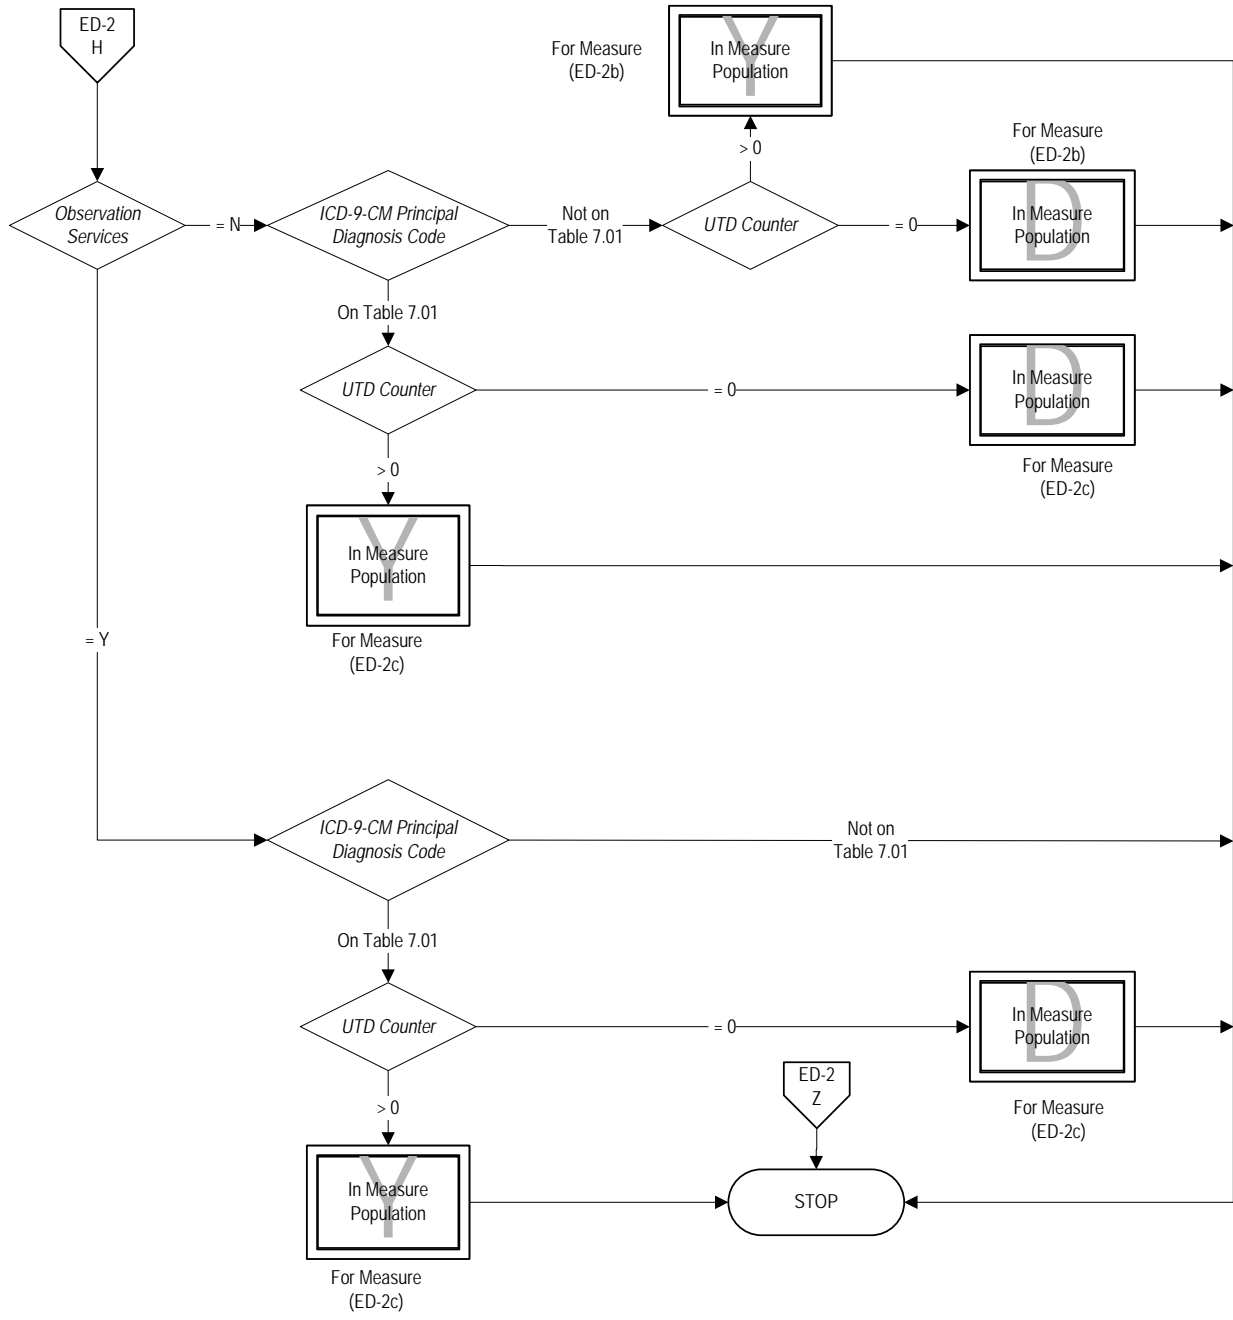 ED-2
H
For Measure
(ED-2b)
Y
In Measure
Population
For Measure
(ED-2b)
> 0
Observation
Services
= N
ICD-9-CM Principal
Diagnosis Code
Not on
Table 7.01
UTD Counter
= 0
D
In Measure
Population
On Table 7.01
UTD Counter
= 0
D
In Measure
Population
For Measure
(ED-2c)
> 0
Y
In Measure
Population
For Measure
(ED-2c)
= Y
ICD-9-CM Principal
Diagnosis Code
Not on
Table 7.01
On Table 7.01
UTD Counter
= 0
D
In Measure
Population
For Measure
(ED-2c)
ED-2
Z
> 0
Y
In Measure
Population
STOP
For Measure
(ED-2c)